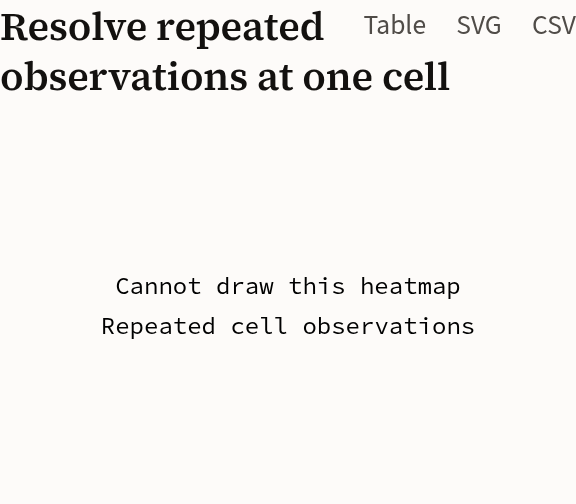 Resolve repeated
observations at one cell
Table SVG CSV
Cannot draw this heatmap
Repeated cell observations